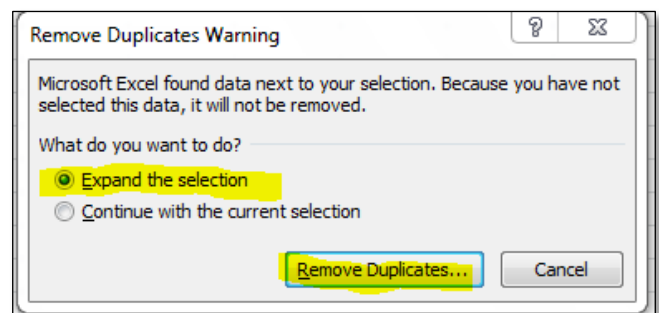 Remove Duplicates Warning
Microsoft Excel found data next to your selection. Because you have not
selected this data, it will not be removed.
What do you want to do?
Expand the selection
Continue with the current selection
Remove Duplicates... Cancel